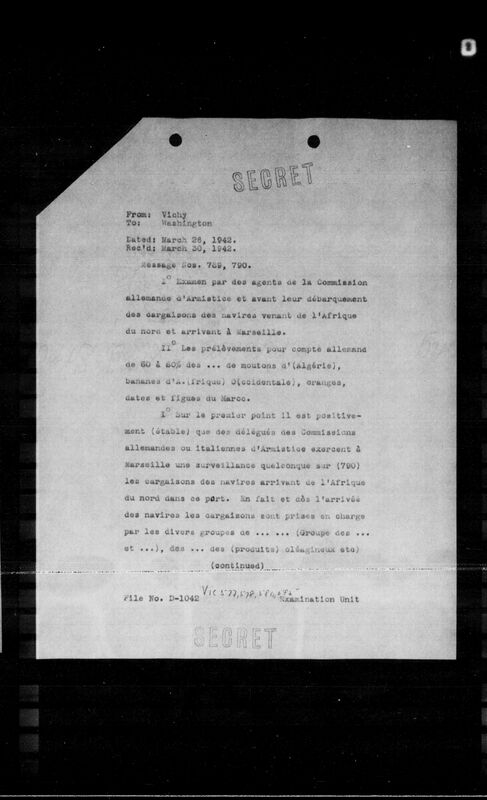 SECRET
From: Vichy
To: Washington
Dated: March 26, 1942.
Rec'd: March 30, 1942.
Message Nos. 789, 790.
I° Examen par des agents de la Commission
allemande d'Armistice et avant leur débarquement
des cargaisons des navires venant de l'Afrique
du nord et arrivant à Marseille.
II° Les prélèvements pour compte allemand
de 60 à 80% des ... de moutons d'(Algérie),
bananes d'A.(frique) O(ccidentale), oranges,
dates et figues du Maroc.
I° Sur le premier point il est positive-
ment (étable) que des délégués des Commissions
allemandes ou italiennes d'Armistice exercent à
Marseille une surveillance quelconque sur (790)
les cargaisons des navires arrivant de l'Afrique
du nord dans ce port. En fait et dès l'arrivée
des navires les cargaisons sont prises en charge
par les divers groupes de ... ... (Groupe des ...
et ...), des ... des (produits) oléagineux etc)
(continued)
File No. D-1042 Examination Unit
SECRET